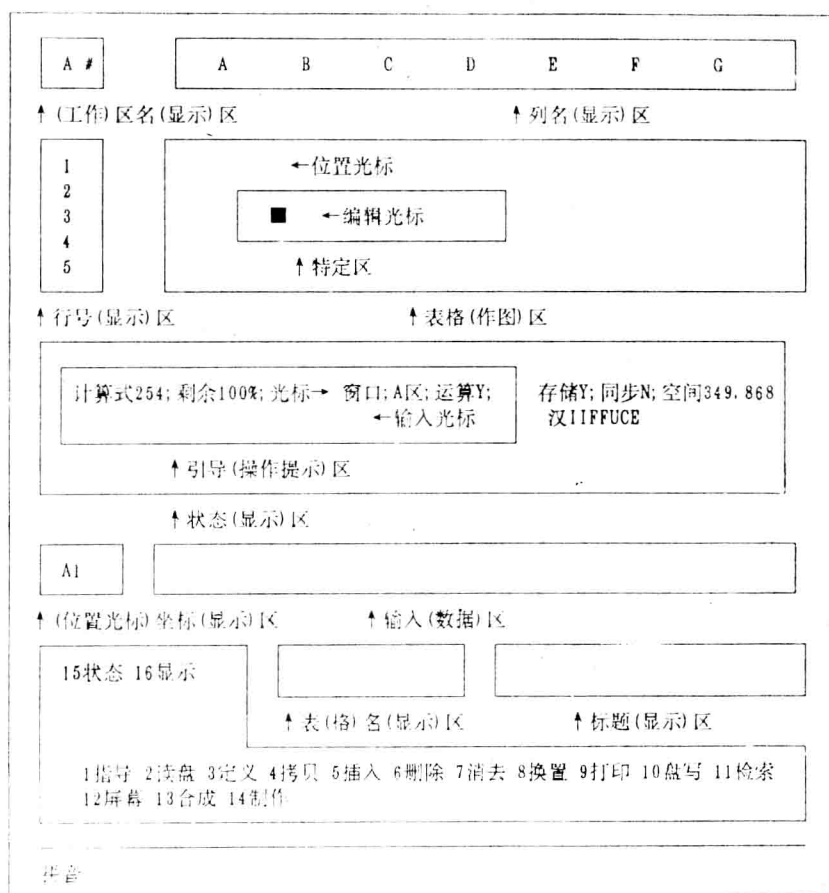 A # A B C D E F G
↑(工作)区名(显示)区 ↑列名(显示)区
1 ←位置光标
2
3 ■ ←编辑光标
4
5 ↑特定区
↑行号(显示)区 ↑表格(作图)区
计算式254;剩余100%;光标→ 窗口;A区;运算Y; 存储Y;同步N;空间349.868
←输入光标 汉IIFFUCE
↑引导(操作提示)区
↑状态(显示)区
A1
↑(位置光标)坐标(显示)区 ↑输入(数据)区
15状态 16显示
↑表(格)名(显示)区 ↑标题(显示)区
1指导 2读盘 3定义 4拷贝 5插入 6删除 7消去 8换置 9打印 10盘写 11检索
12屏幕 13合成 14制作
拼音